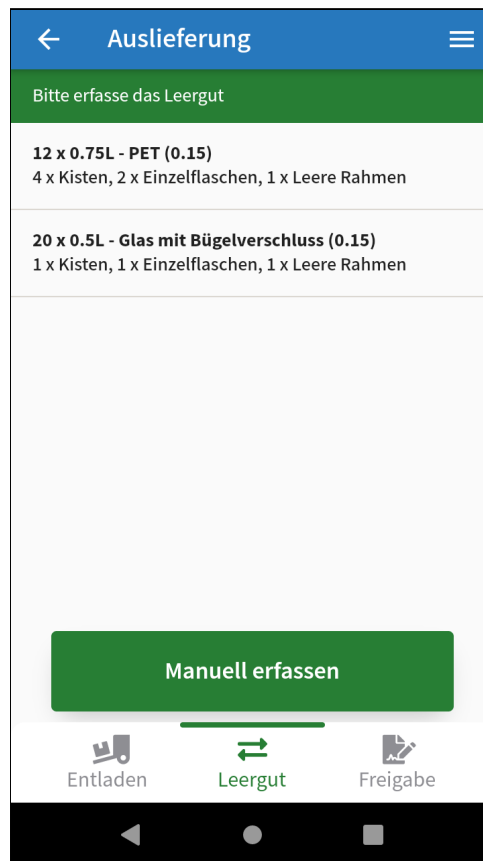 Auslieferung
Bitte erfasse das Leergut
12 x 0.75L - PET (0.15)
4 x Kisten, 2 x Einzelflaschen, 1 x Leere Rahmen
20 x 0.5L - Glas mit Bügelverschluss (0.15)
1 x Kisten, 1 x Einzelflaschen, 1 x Leere Rahmen
Manuell erfassen
Entladen
Leergut
Freigabe